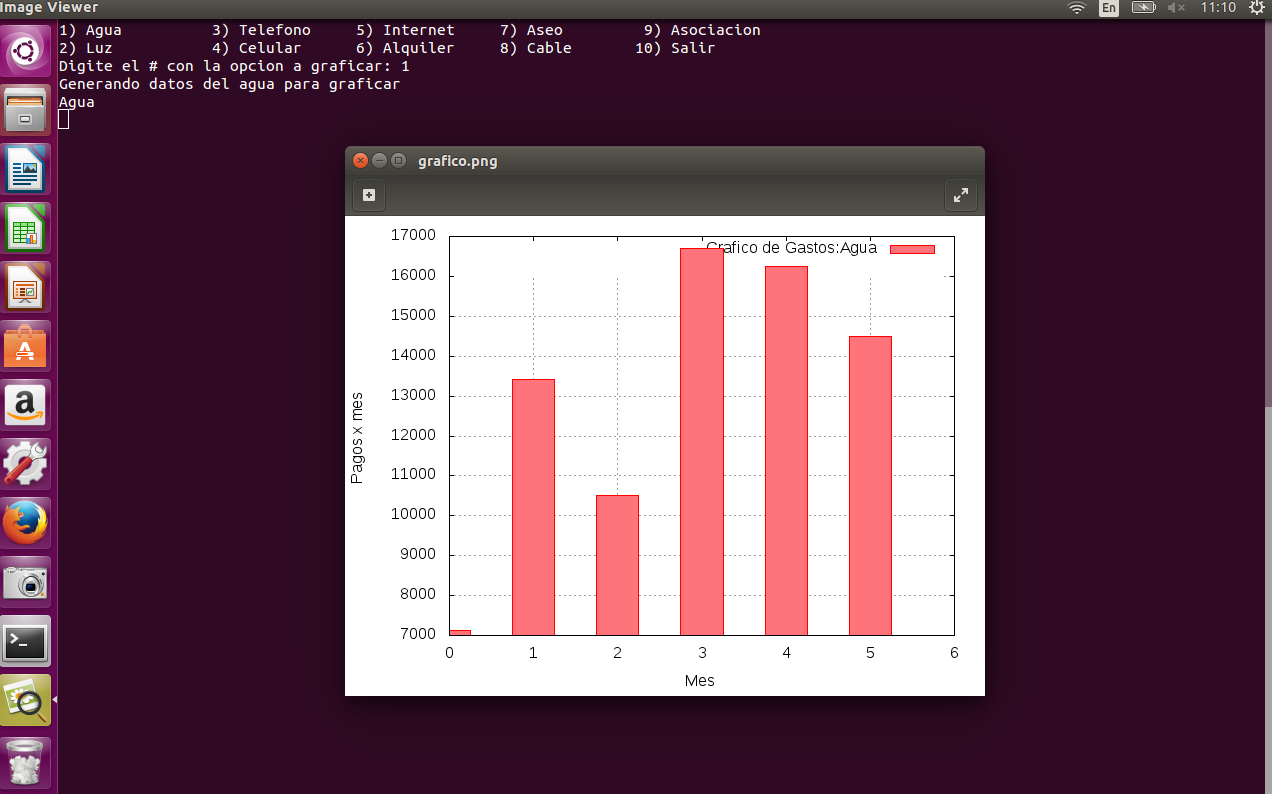 Image Viewer
En
11:10
1) Agua 3) Telefono 5) Internet 7) Aseo 9) Asociacion
2) Luz 4) Celular 6) Alquiler 8) Cable 10) Salir
Digite el # con la opcion a graficar: 1
Generando datos del agua para graficar
Agua
grafico.png
Grafico de Gastos:Agua
17000
16000
15000
14000
13000
12000
11000
10000
9000
8000
7000
Pagos x mes
0 1 2 3 4 5 6
Mes